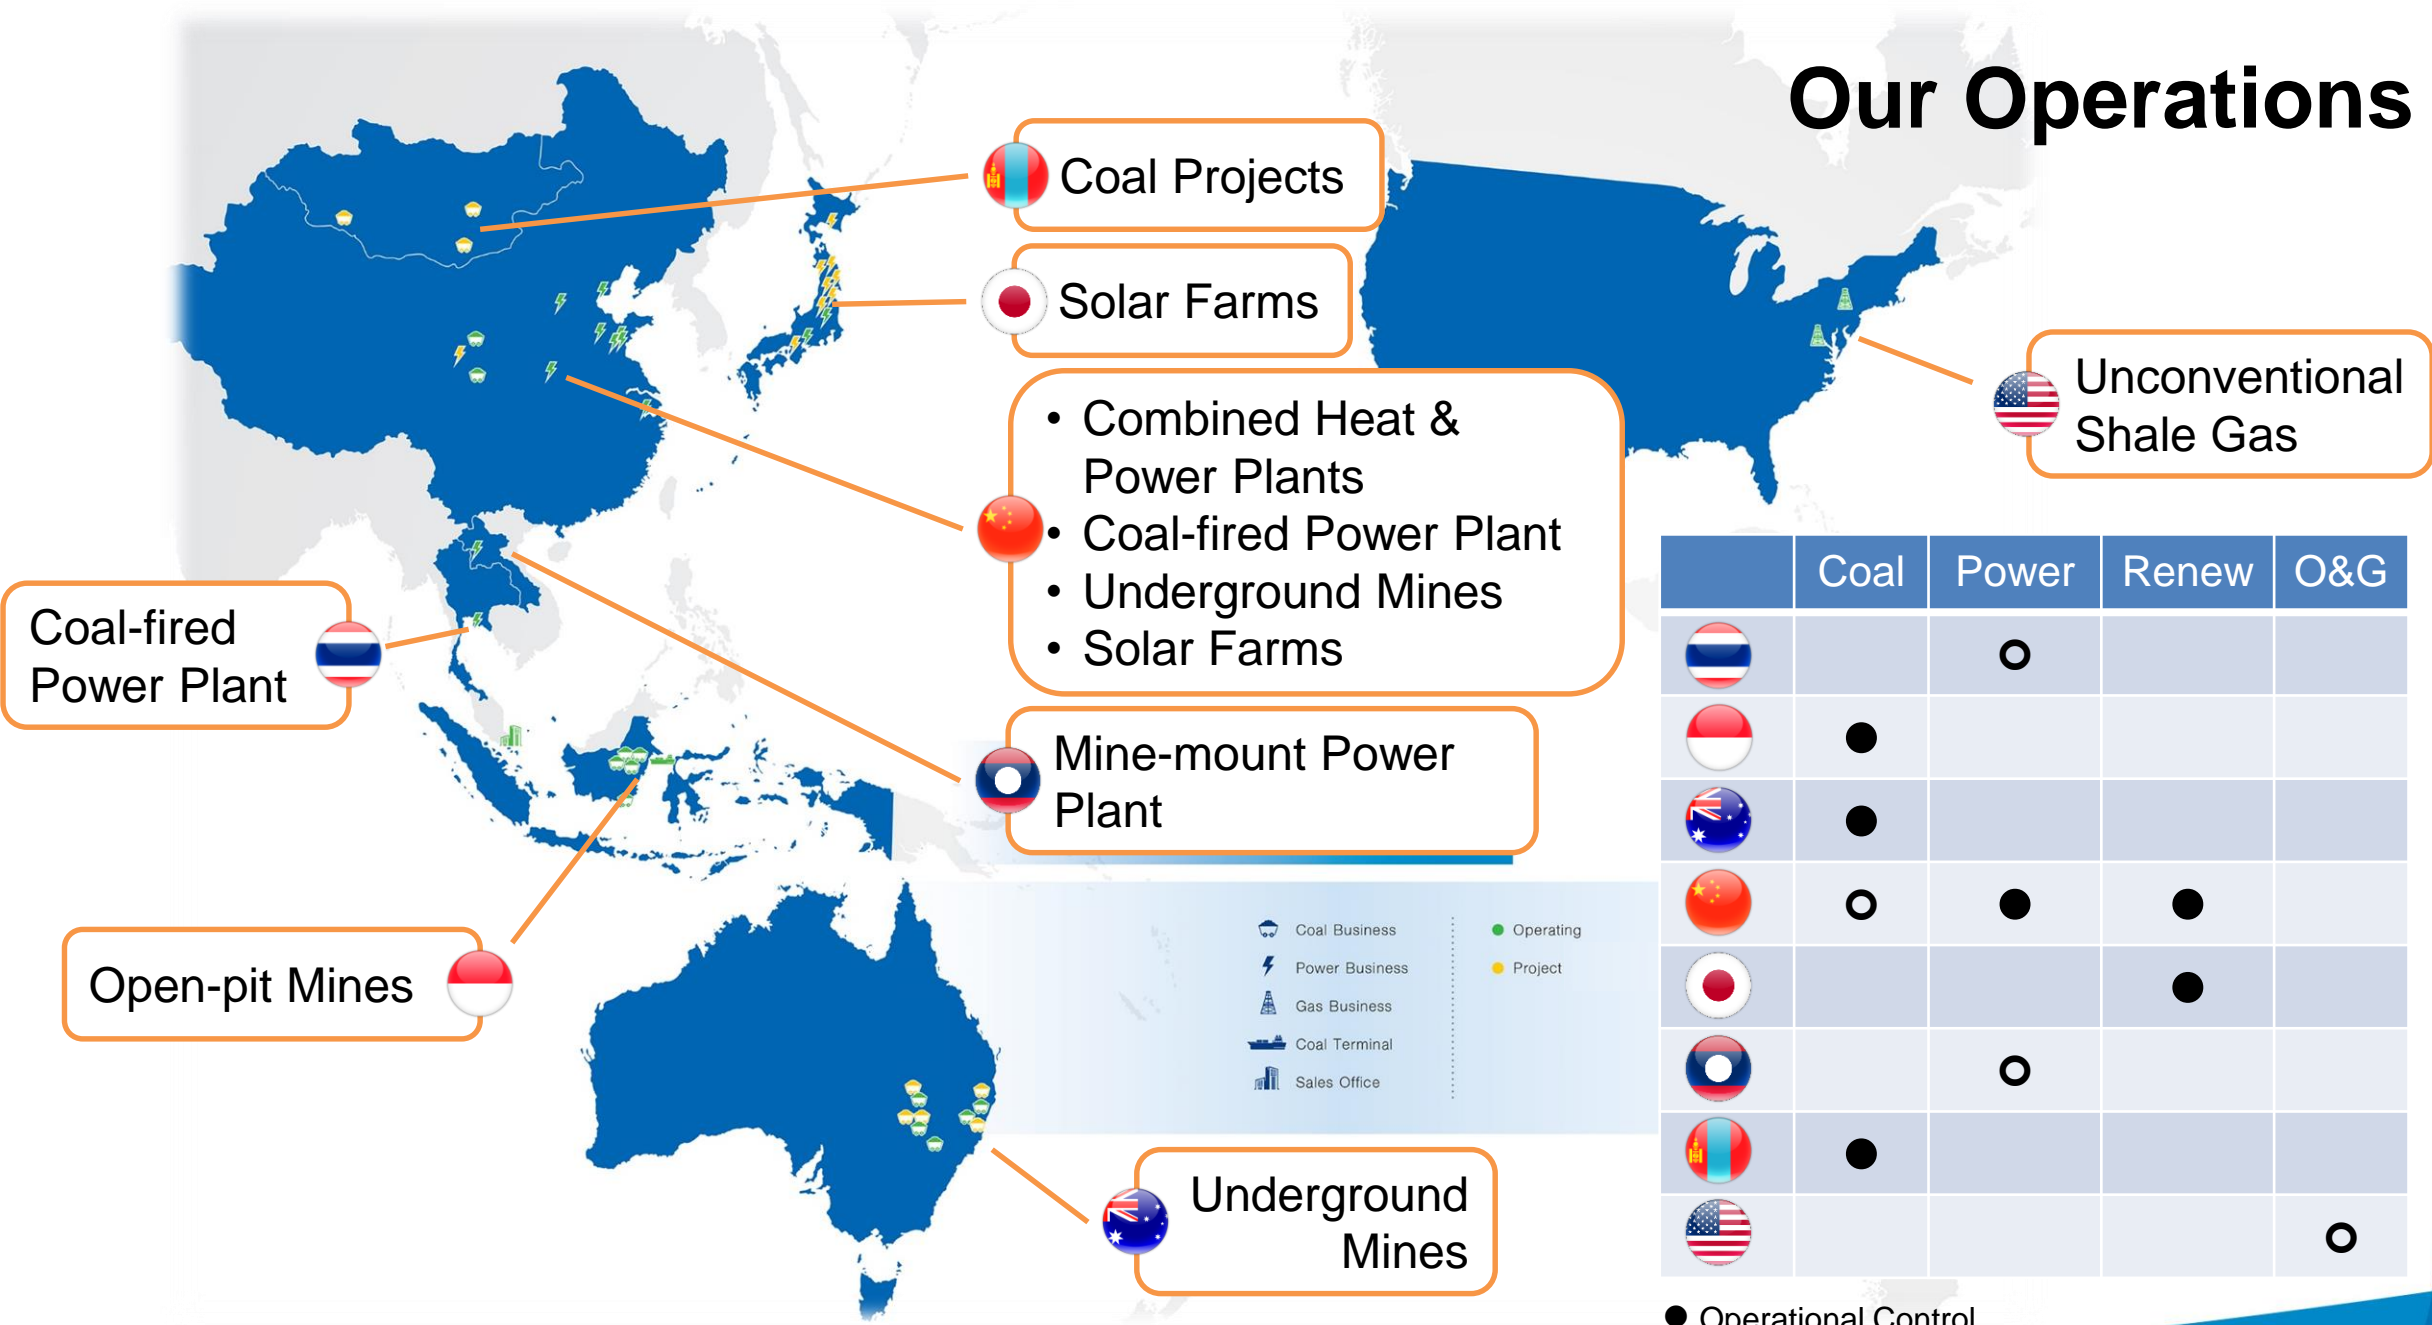 Our Operations
Coal Projects
Solar Farms
Unconventional
Shale Gas
• Combined Heat &
Power Plants
• Coal-fired Power Plant
• Underground Mines
• Solar Farms
Coal-fired
Power Plant
Mine-mount Power
Plant
Open-pit Mines
Underground
Mines
Coal Business
Power Business
Gas Business
Coal Terminal
Sales Office
Operating
Project
Coal Power Renew O&G
Operational Control